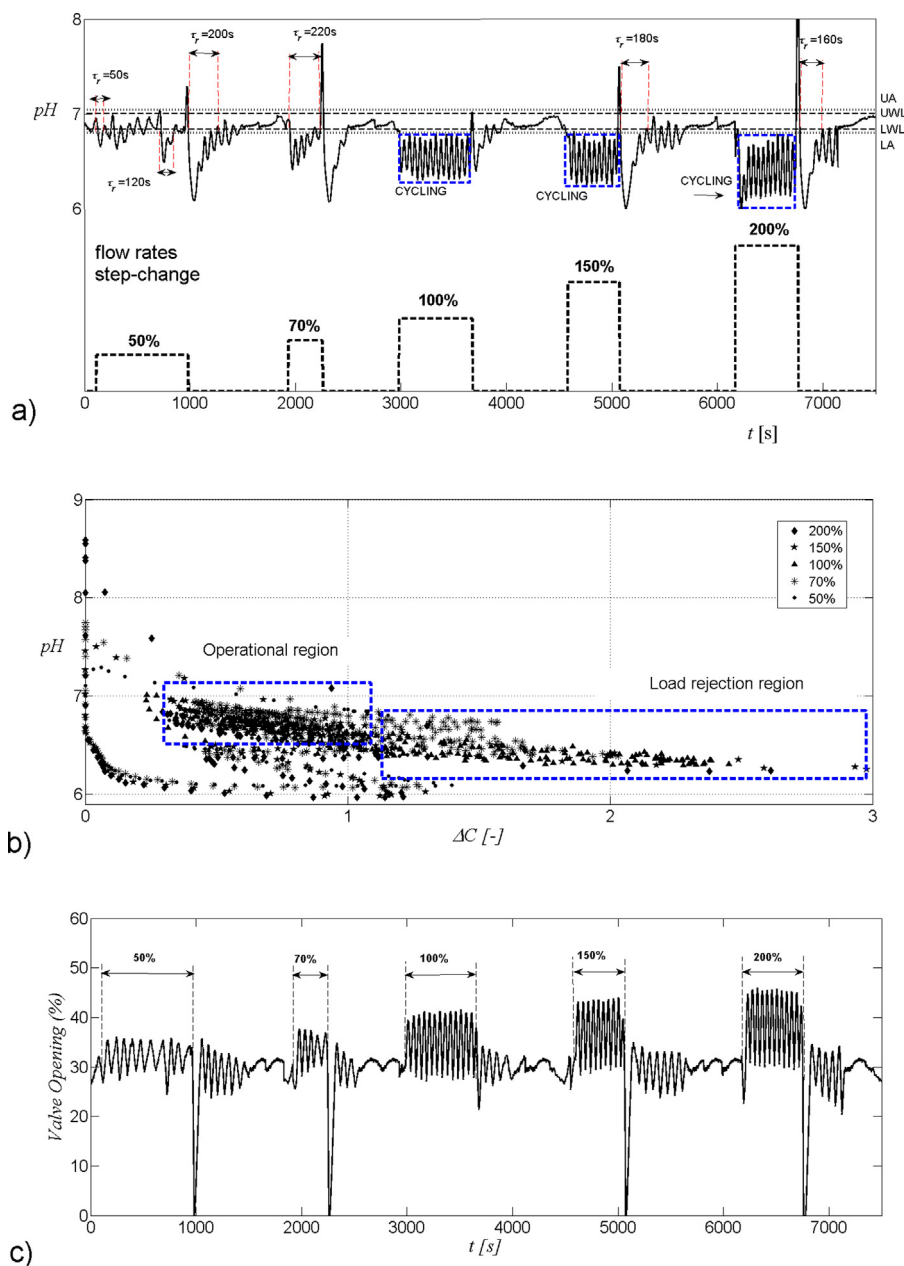 8
τr=200s
τr=220s
τr=180s
τr=160s
τr=50s
pH
7
UA
UWL
LWL
LA
τr=120s
CYCLING
CYCLING
CYCLING
6
flow rates
step-change
50%
70%
100%
150%
200%
0 1000 2000 3000 4000 5000 6000 7000
a)
t [s]
9
200%
150%
100%
70%
50%
8
pH
Operational region
Load rejection region
7
6
0 1 2 3
b)
ΔC [-]
60
50% 70% 100% 150% 200%
50
40
30
20
10
0
Valve Opening (%)
0 1000 2000 3000 4000 5000 6000 7000
c)
t [s]